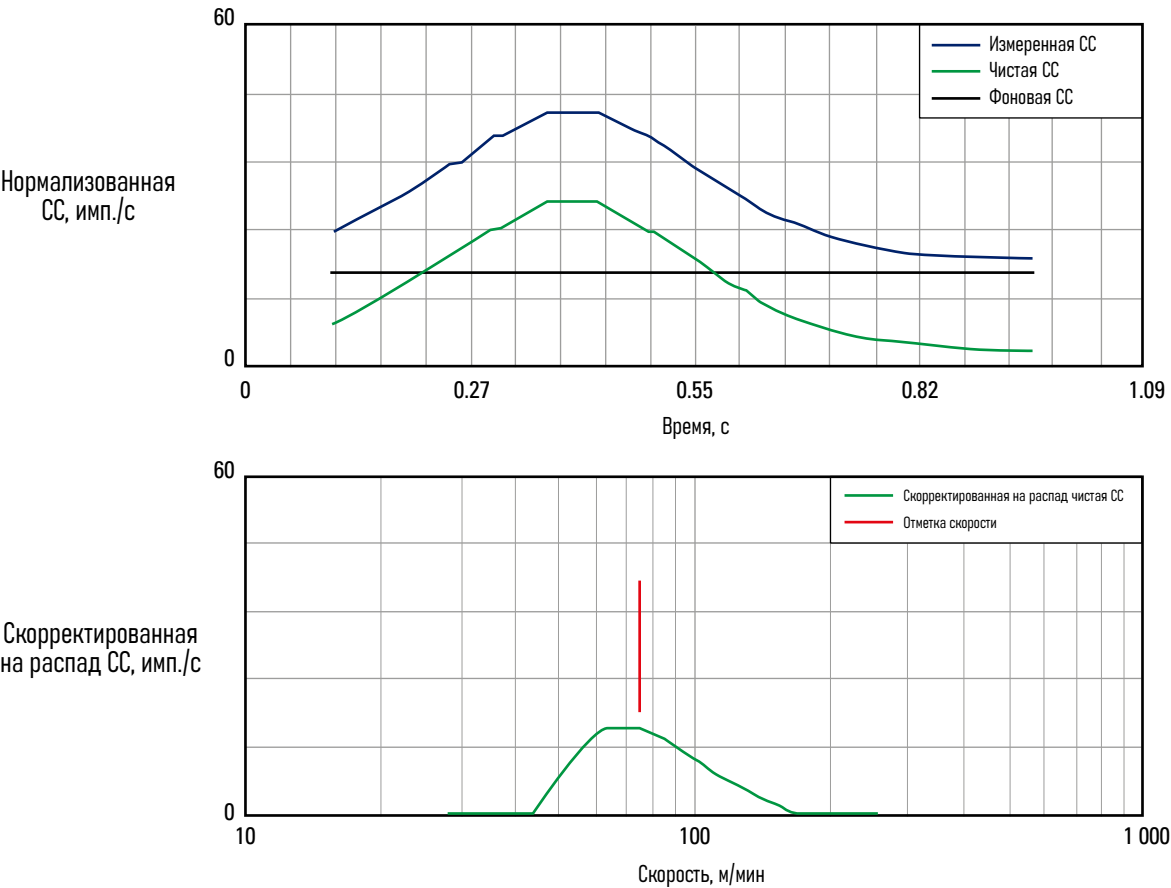 60
Измеренная СС
Чистая СС
Фоновая СС
Нормализованная
СС, имп./с
0
0
0.27
0.55
0.82
1.09
Время, с
60
Скорректированная на распад чистая СС
Отметка скорости
Скорректированная
на распад СС, имп./с
0
10
100
1 000
Скорость, м/мин